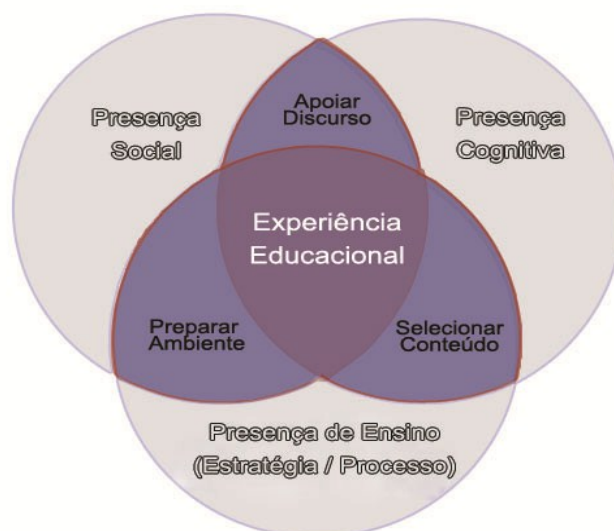 Apoiar
Discurso
Presença
Social
Presença
Cognitiva
Experiência
Educacional
Preparar
Ambiente
Selecionar
Conteúdo
Presença de Ensino
(Estratégia / Processo)